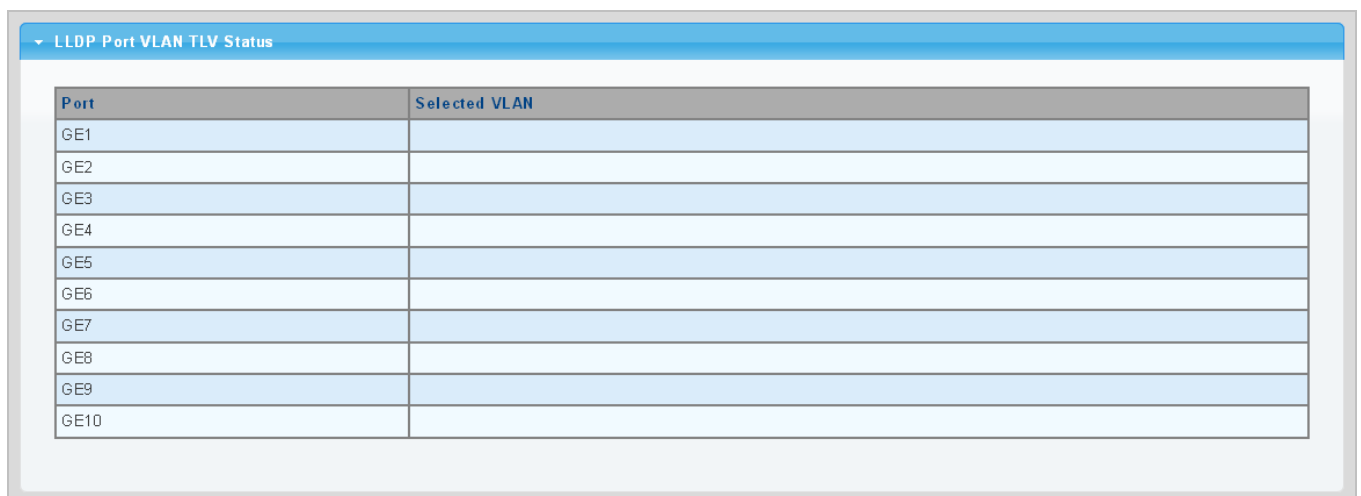 LLDP Port VLAN TLV Status
Port Selected VLAN
GE1
GE2
GE3
GE4
GE5
GE6
GE7
GE8
GE9
GE10